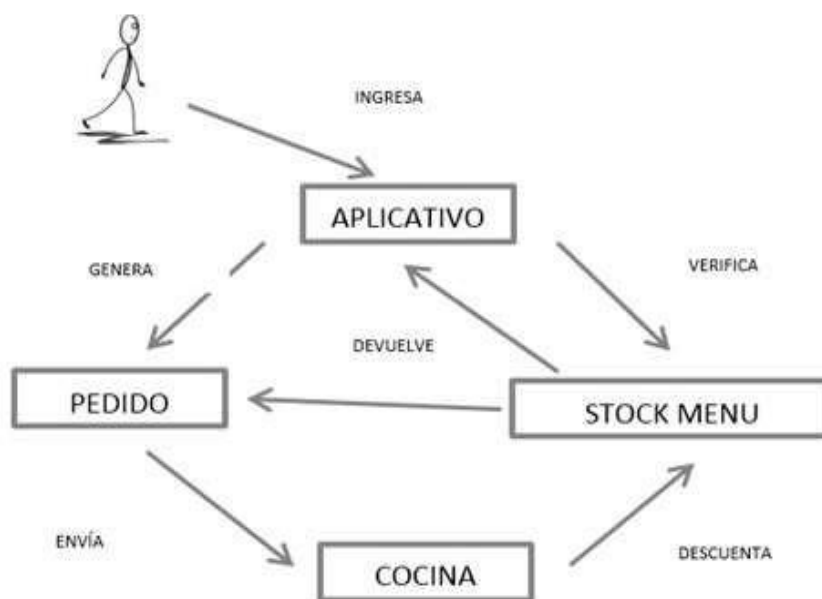 INGRESA
APLICATIVO
GENERA
VERIFICA
DEVUELVE
PEDIDO
STOCK MENU
ENVÍA
DESCUENTA
COCINA